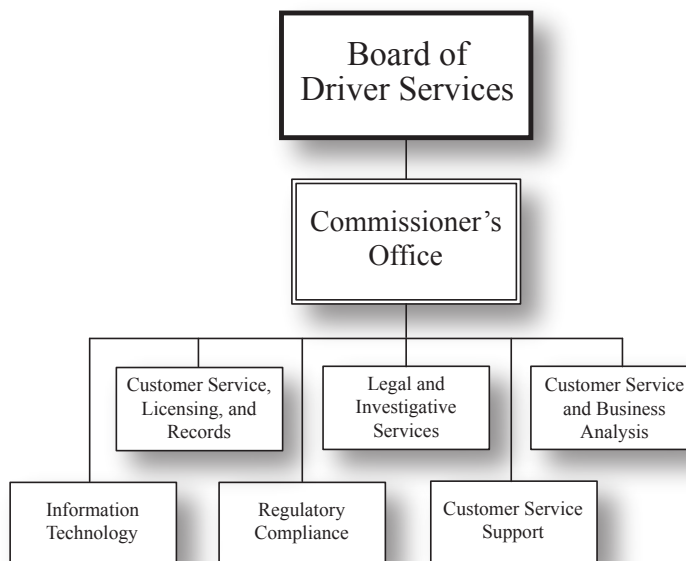 Board of
Driver Services
Commissioner’s
Office
Customer Service,
Licensing, and
Records
Legal and
Investigative
Services
Customer Service
and Business
Analysis
Information
Technology
Regulatory
Compliance
Customer Service
Support